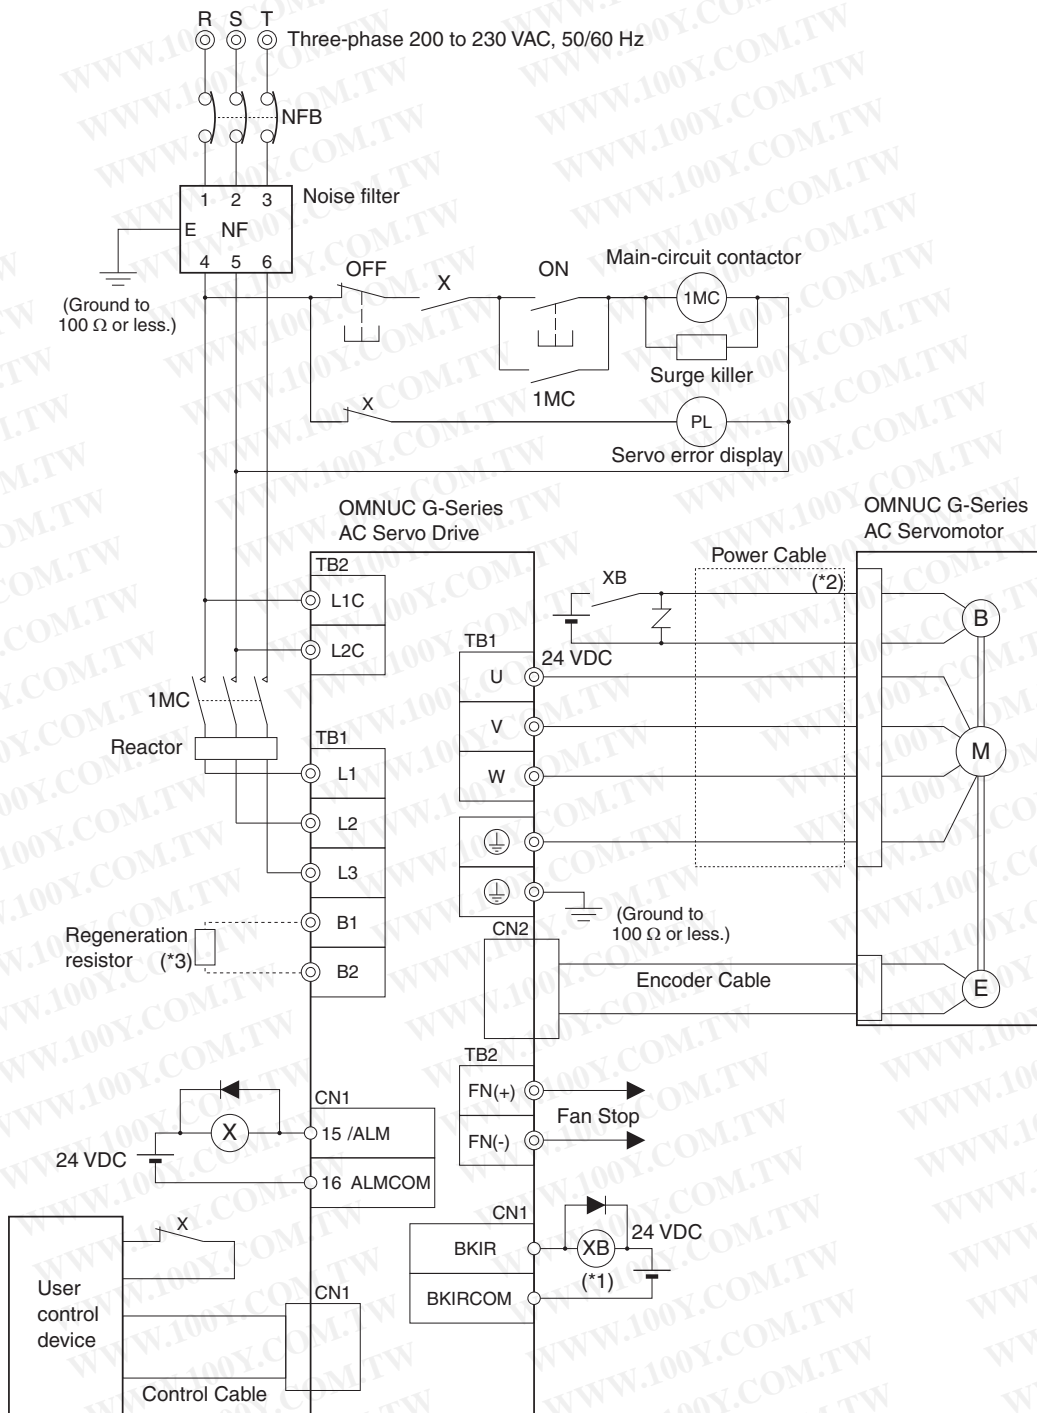 R S T
Three-phase 200 to 230 VAC, 50/60 Hz
NFB
1 2 3
Noise filter
E NF
4 5 6
(Ground to
100 Ω or less.)
OFF
X
ON
Main-circuit contactor
1MC
Surge killer
1MC
X
PL
Servo error display
OMNUC G-Series
AC Servo Drive
OMNUC G-Series
AC Servomotor
TB2
L1C
L2C
XB
Power Cable
(*2)
B
24 VDC
TB1
U
V
W
M
1MC
Reactor
TB1
L1
L2
L3
B1
B2
Regeneration
resistor (*3)
(Ground to
100 Ω or less.)
CN2
Encoder Cable
E
TB2
FN(+)
FN(-)
Fan Stop
X
24 VDC
CN1
15 /ALM
16 ALMCOM
CN1
BKIR
BKIRCOM
XB
(*1)
24 VDC
X
User
control
device
CN1
Control Cable
WWW.100Y.COM.TW